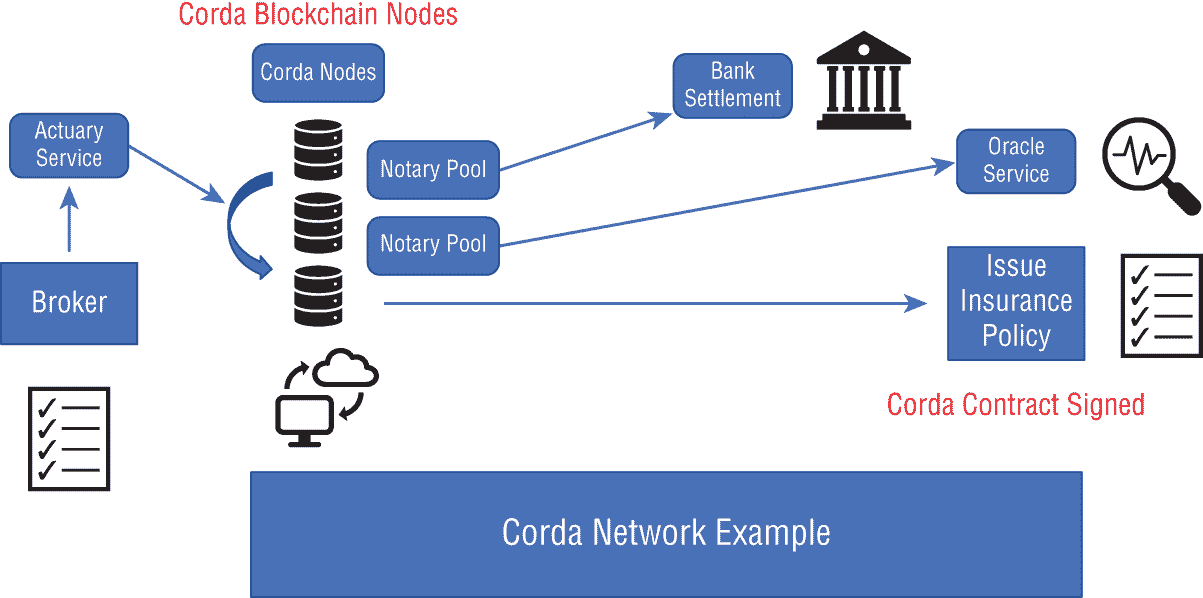 Corda Blockchain Nodes
Corda Nodes
Bank
Settlement
Actuary
Service
Notary Pool
Oracle
Service
Notary Pool
Broker
Issue
Insurance
Policy
Corda Contract Signed
Corda Network Example